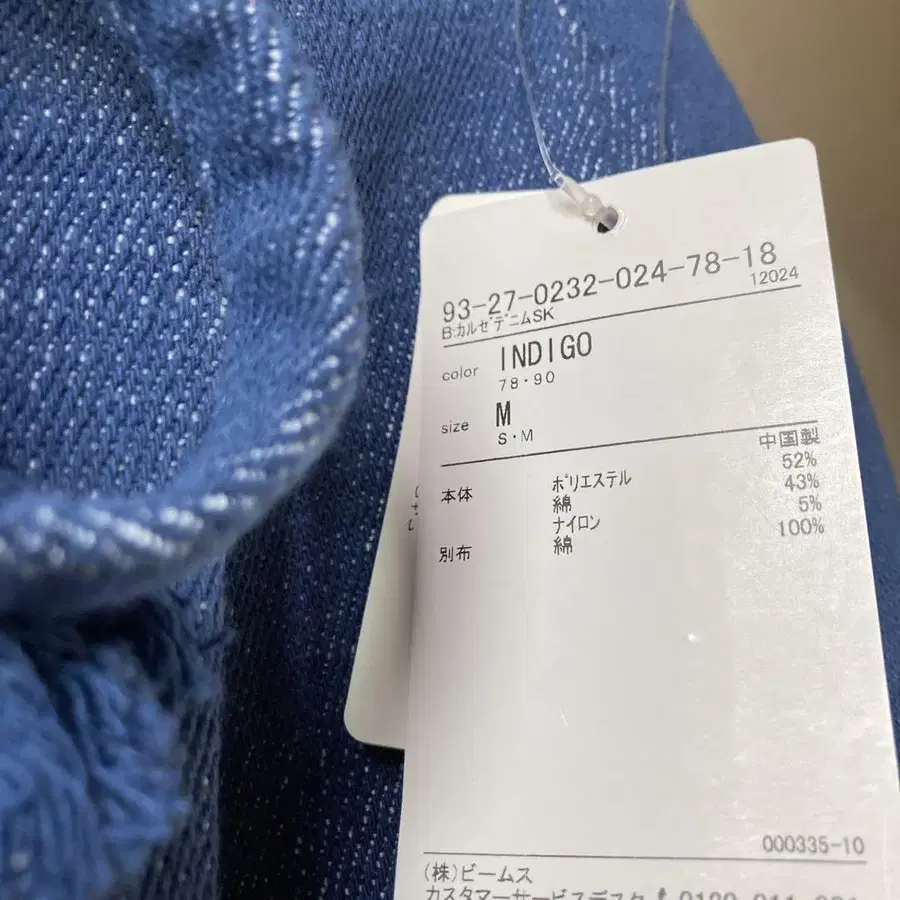 93-27-0232-024-78-18
12024
B:カルゼデニムSK
color INDIGO
78・90
size M
S・M
中国製
本体 ポリエステル 52%
綿 43%
ナイロン 5%
別布 綿 100%
000335-10
(株)ビームス
カスタマーサービスデスク